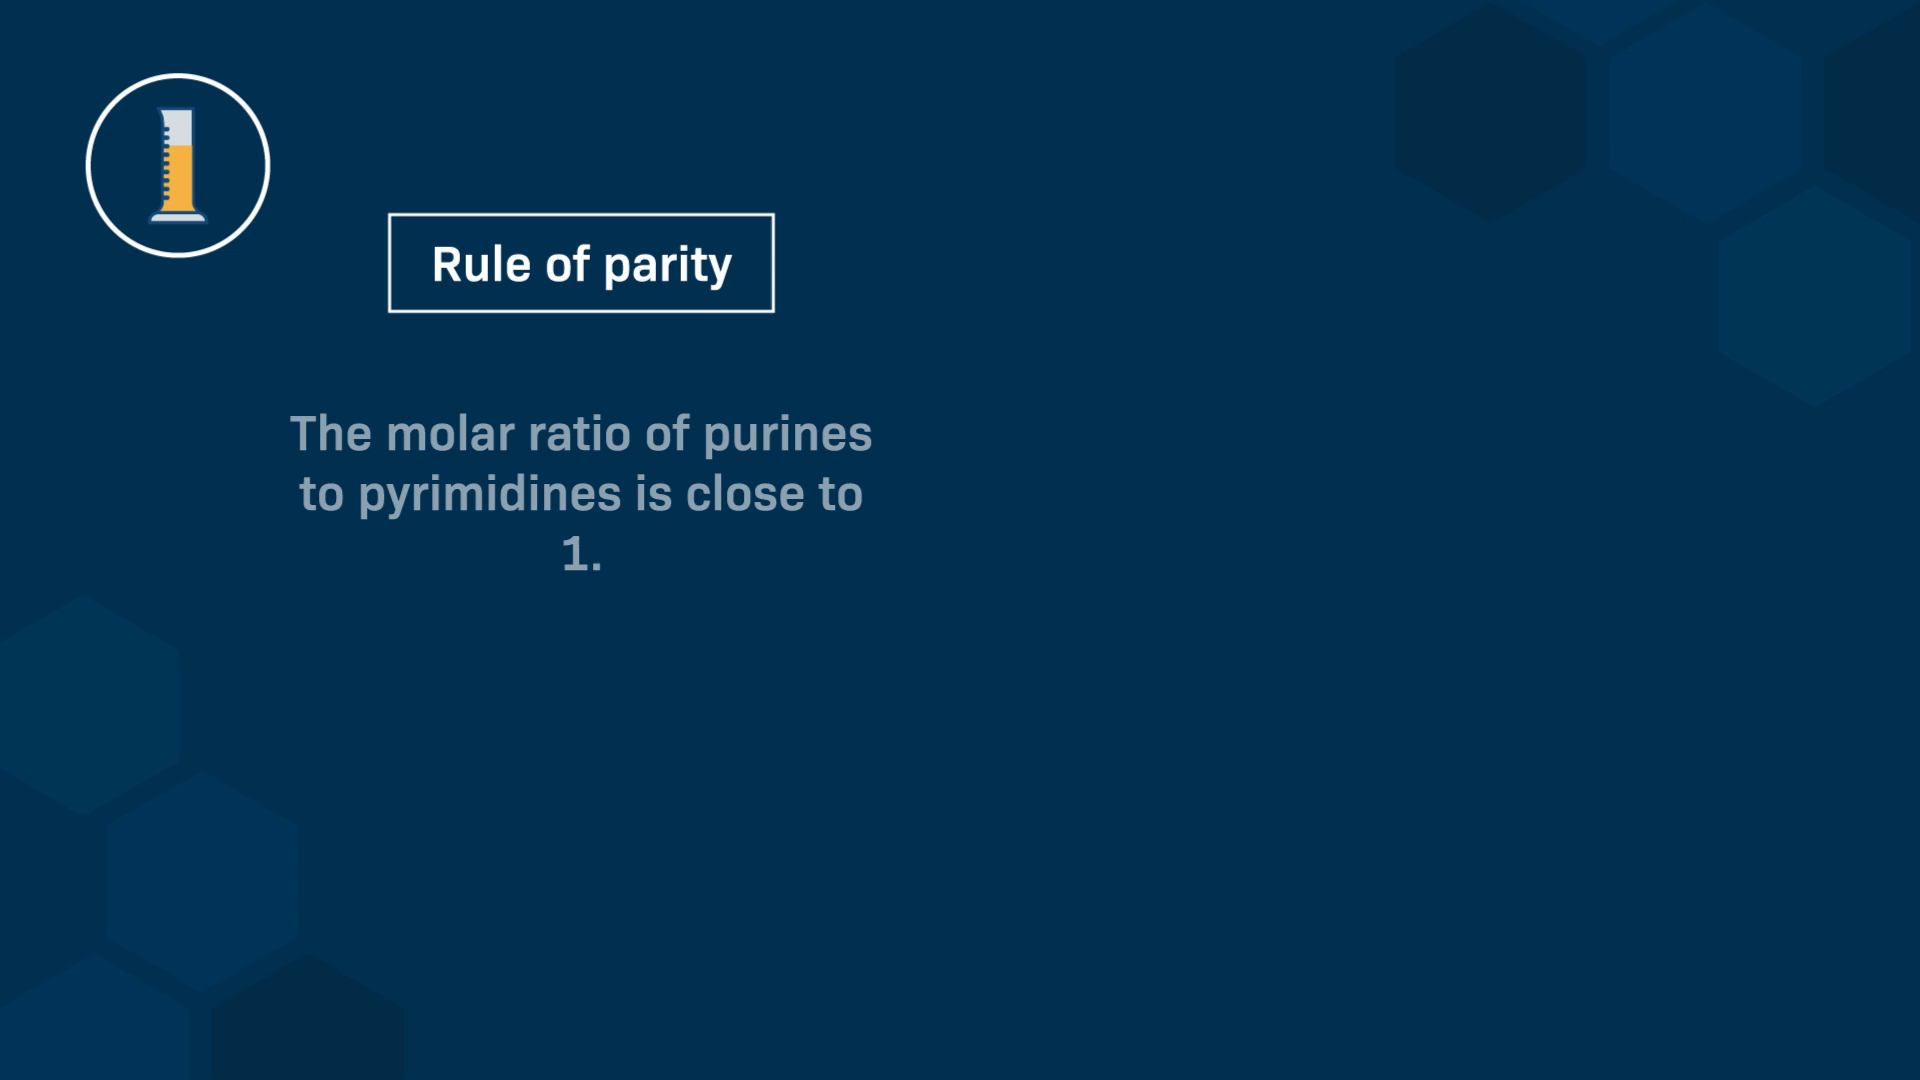 Rule of parity
The molar ratio of purines
to pyrimidines is close to
1.